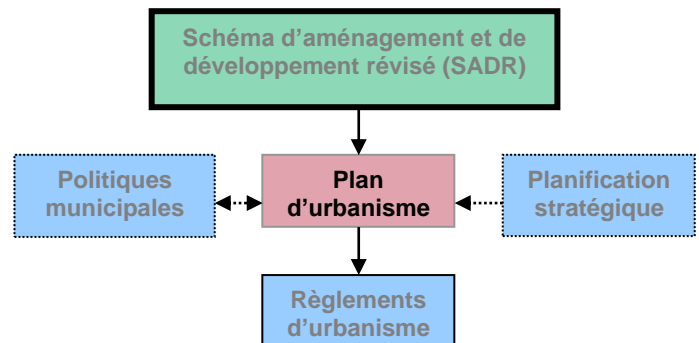 Schéma d’aménagement et de
développement révisé (SADR)
Politiques
municipales
Plan
d’urbanisme
Planification
stratégique
Règlements
d’urbanisme